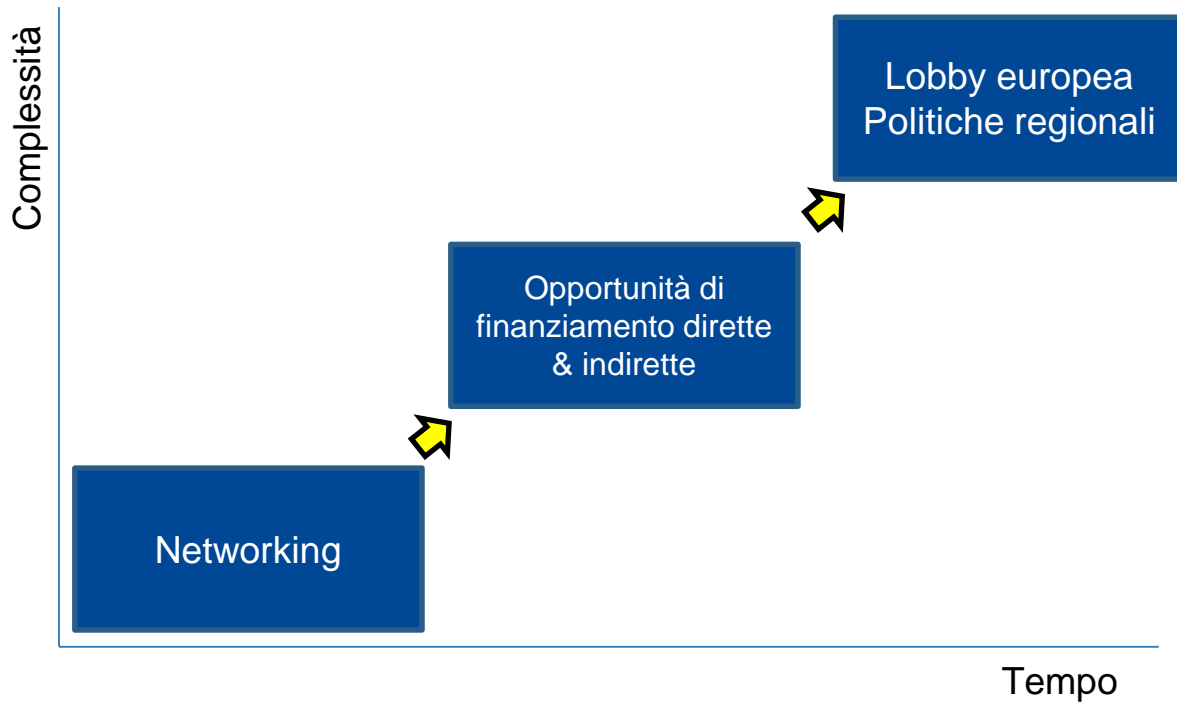 Complessità
Lobby europea
Politiche regionali
Opportunità di
finanziamento dirette
& indirette
Networking
Tempo